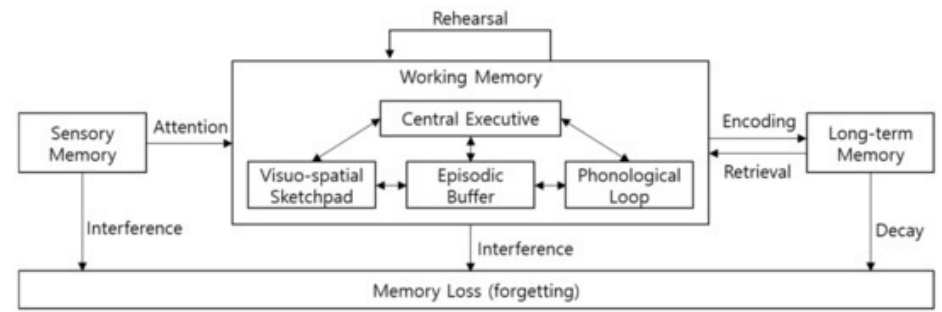 Rehearsal
Working Memory
Central Executive
Sensory
Memory
Attention
Encoding
Long-term
Memory
Retrieval
Visuo-spatial
Sketchpad
Episodic
Buffer
Phonological
Loop
Interference
Interference
Decay
Memory Loss (forgetting)